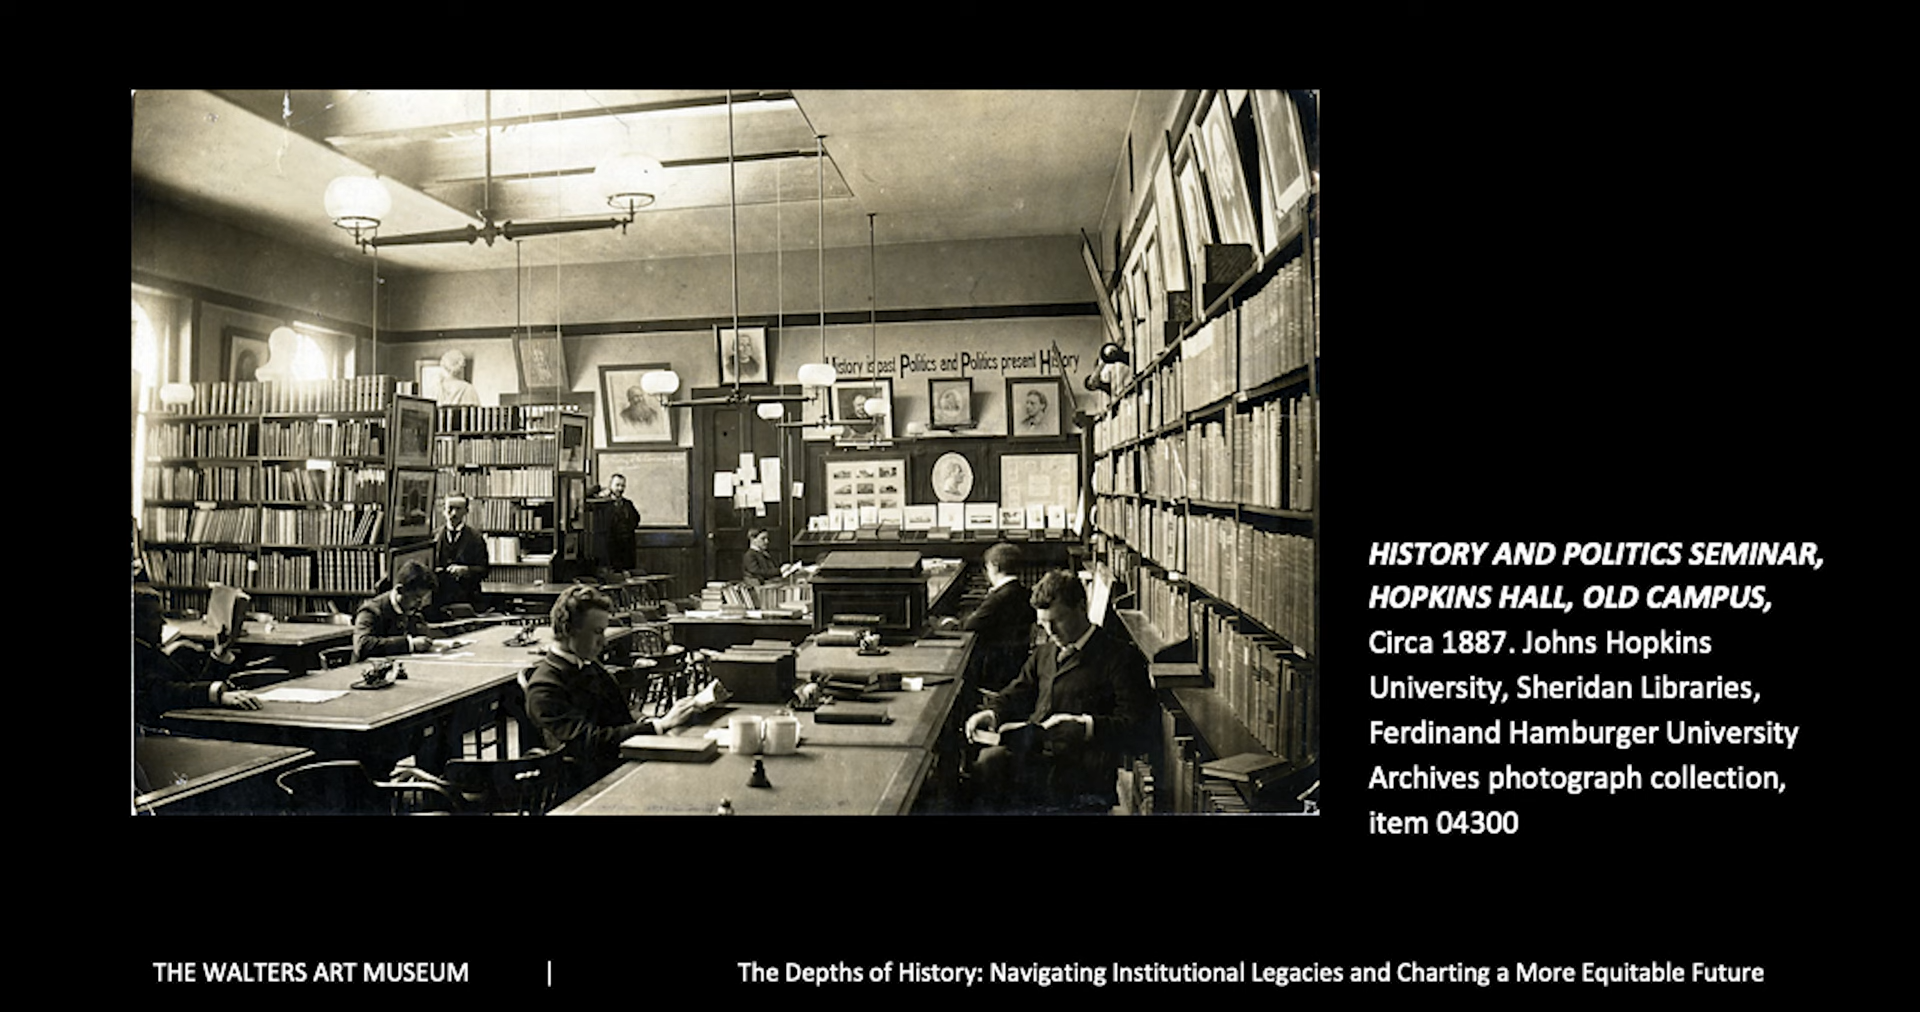 History is past Politics and Politics present History
HISTORY AND POLITICS SEMINAR,
HOPKINS HALL, OLD CAMPUS,
Circa 1887. Johns Hopkins
University, Sheridan Libraries,
Ferdinand Hamburger University
Archives photograph collection,
item 04300
THE WALTERS ART MUSEUM | The Depths of History: Navigating Institutional Legacies and Charting a More Equitable Future